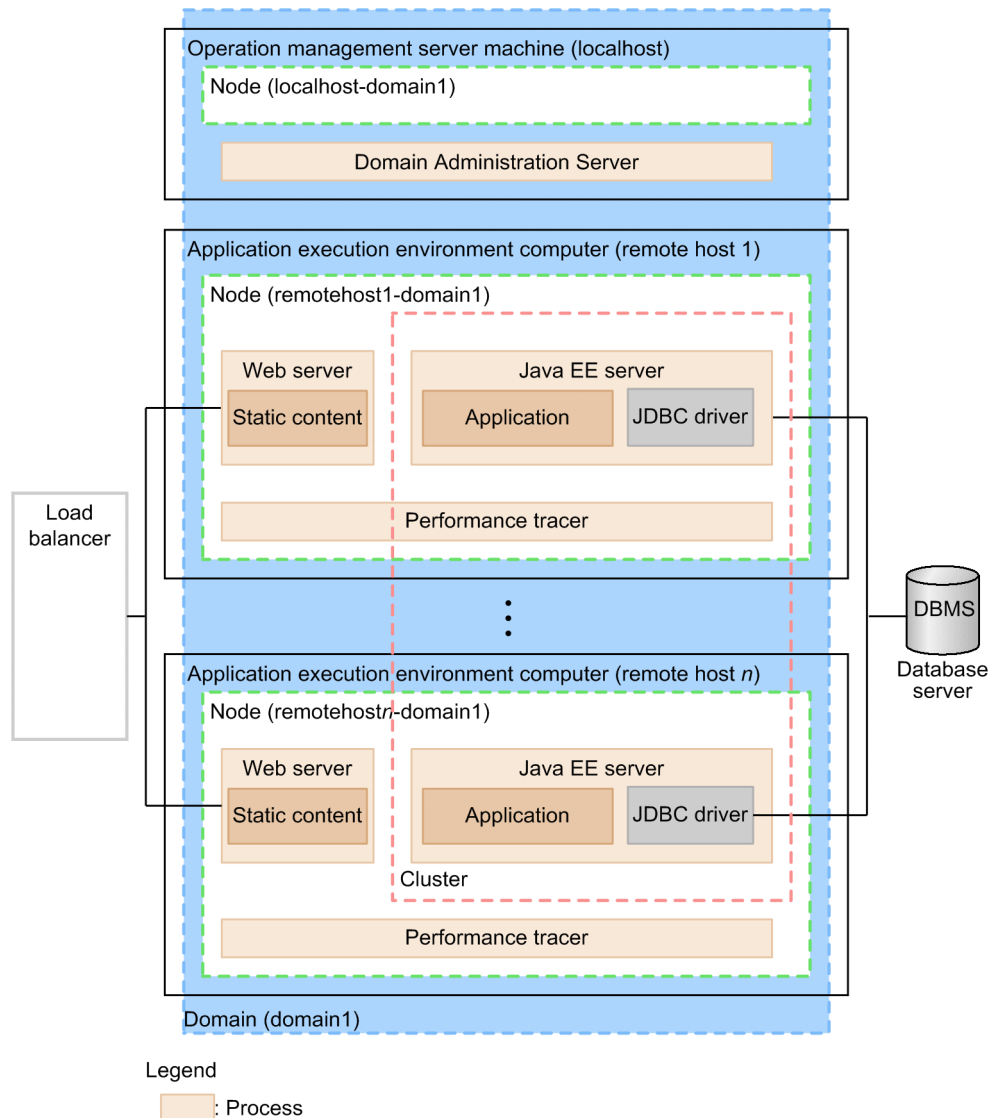 Operation management server machine (localhost)
Node (localhost-domain1)
Domain Administration Server
Application execution environment computer (remote host 1)
Node (remotehost1-domain1)
Web server
Static content
Java EE server
Application
JDBC driver
Performance tracer
Load
balancer
DBMS
Database
server
Application execution environment computer (remote host n)
Node (remotehostn-domain1)
Web server
Static content
Java EE server
Application
JDBC driver
Cluster
Performance tracer
Domain (domain1)
Legend
: Process